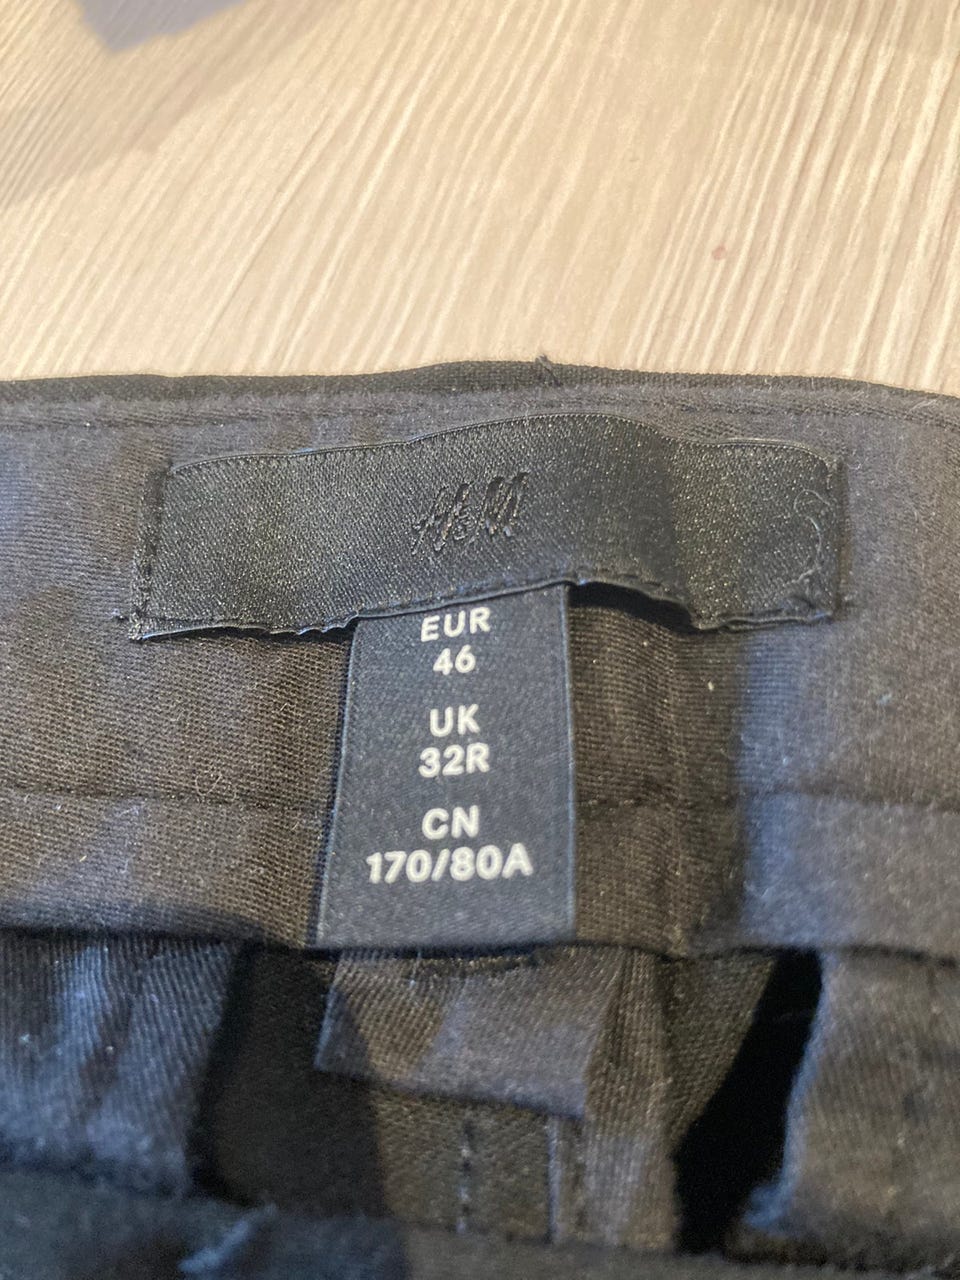 H&M
EUR
46
UK
32R
CN
170/80A